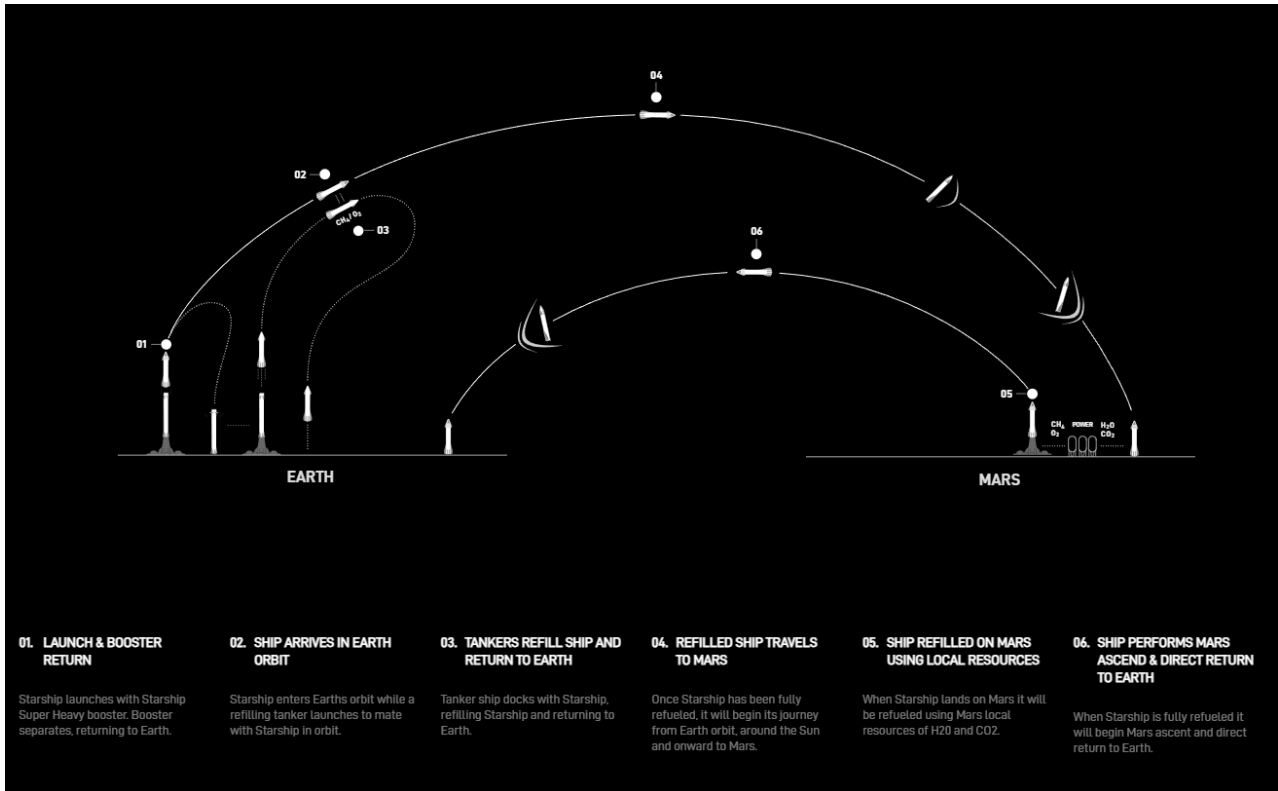 04
02
CH4/O2
03
06
01
05
CH4 POWER H2O
O2 CO2
EARTH
MARS
01. LAUNCH & BOOSTER
RETURN
Starship launches with Starship
Super Heavy booster. Booster
separates, returning to Earth.
02. SHIP ARRIVES IN EARTH
ORBIT
Starship enters Earths orbit while a
refilling tanker launches to mate
with Starship in orbit.
03. TANKERS REFILL SHIP AND
RETURN TO EARTH
Tanker ship docks with Starship,
refilling Starship and returning to
Earth.
04. REFILLED SHIP TRAVELS
TO MARS
Once Starship has been fully
refueled, it will begin its journey
from Earth orbit, around the Sun
and onward to Mars.
05. SHIP REFILLED ON MARS
USING LOCAL RESOURCES
When Starship lands on Mars it will
be refueled using Mars local
resources of H20 and CO2.
06. SHIP PERFORMS MARS
ASCEND & DIRECT RETURN
TO EARTH
When Starship is fully refueled it
will begin Mars ascent and direct
return to Earth.